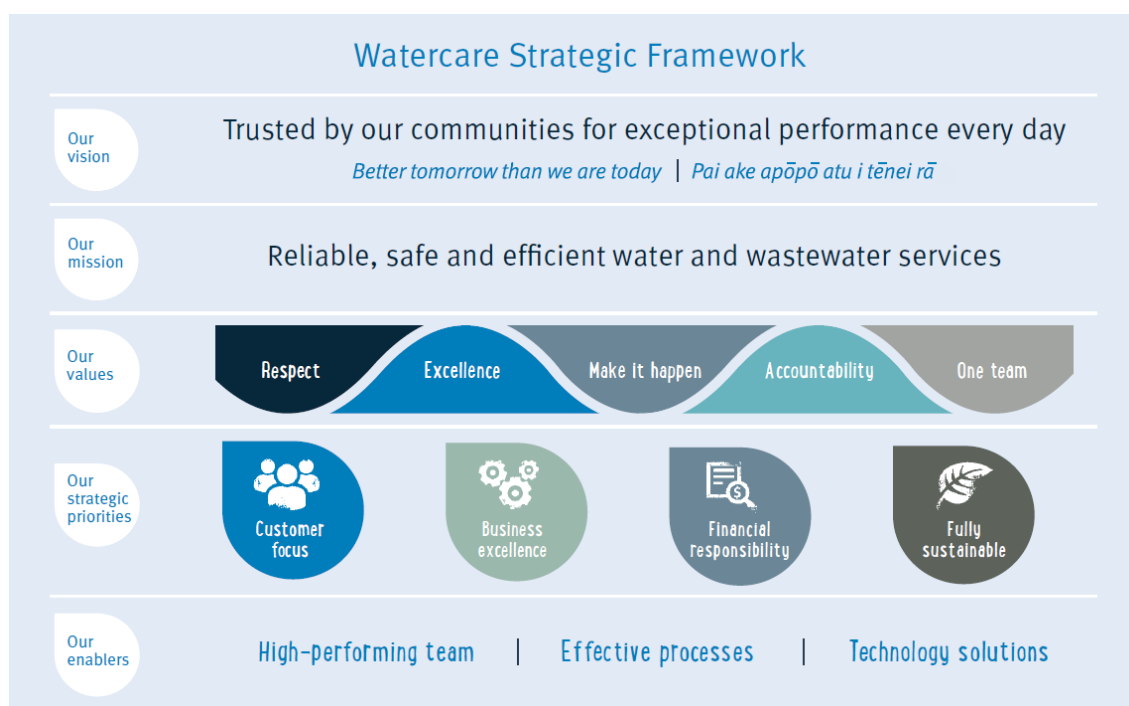 Watercare Strategic Framework
Our
vision
Trusted by our communities for exceptional performance every day
Better tomorrow than we are today | Pai ake apōpō atu i tēnei rā
Our
mission
Reliable, safe and efficient water and wastewater services
Our
values
Respect
Excellence
Make it happen
Accountability
One team
Our
strategic
priorities
Customer
focus
Business
excellence
$
Financial
responsibility
Fully
sustainable
Our
enablers
High-performing team | Effective processes | Technology solutions